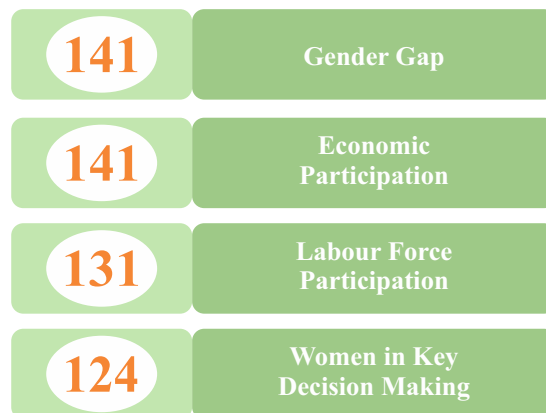 141
Gender Gap
141
Economic
Participation
131
Labour Force
Participation
124
Women in Key
Decision Making